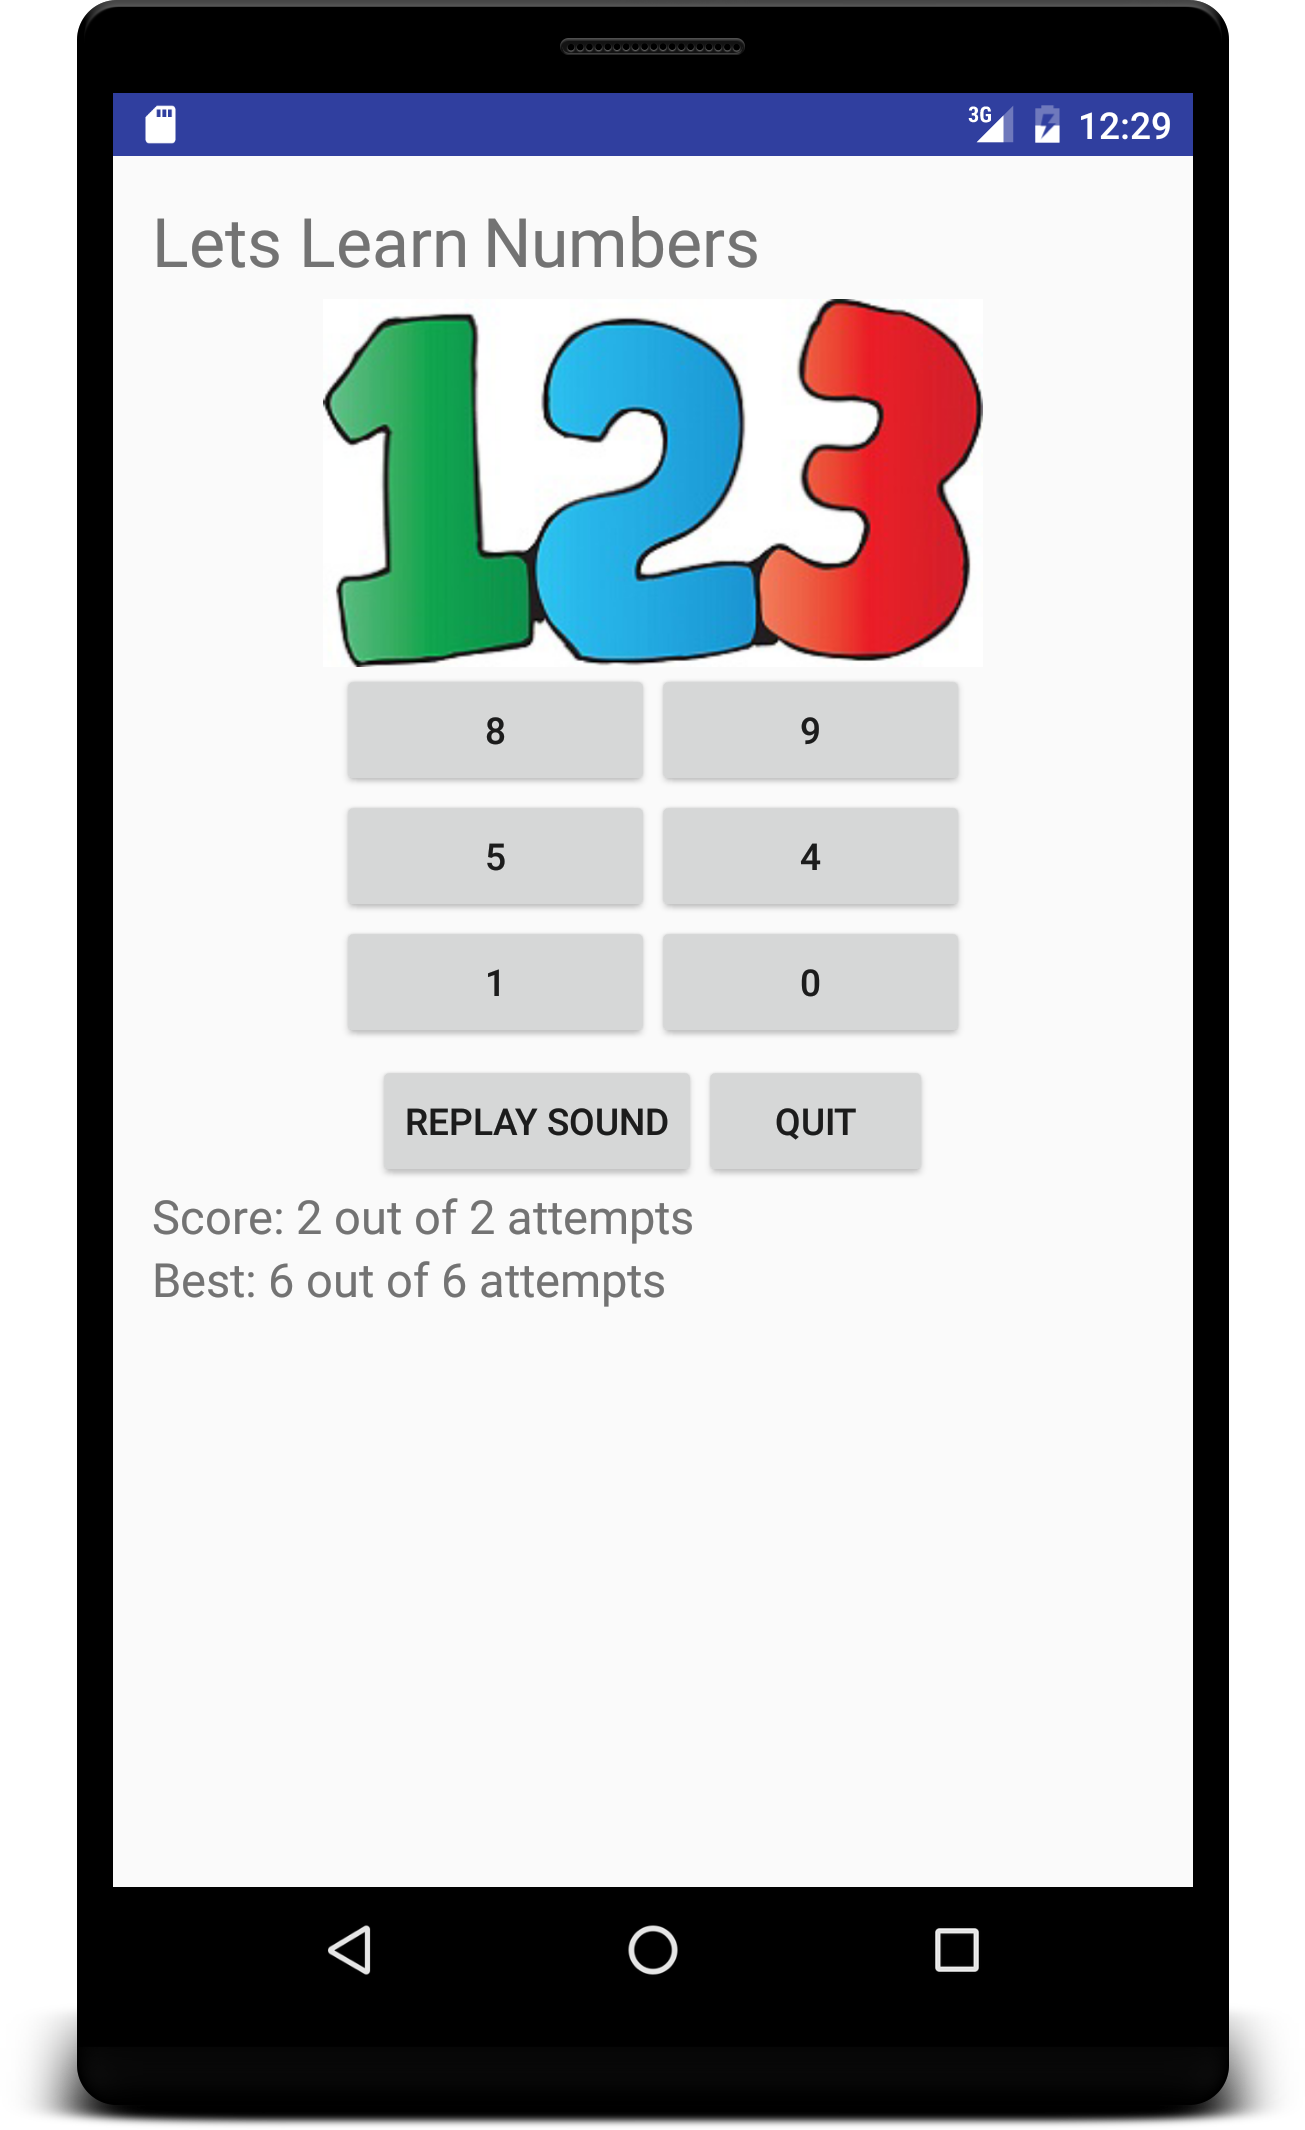 3G 12:29
Lets Learn Numbers
123
8 9
5 4
1 0
REPLAY SOUND QUIT
Score: 2 out of 2 attempts
Best: 6 out of 6 attempts